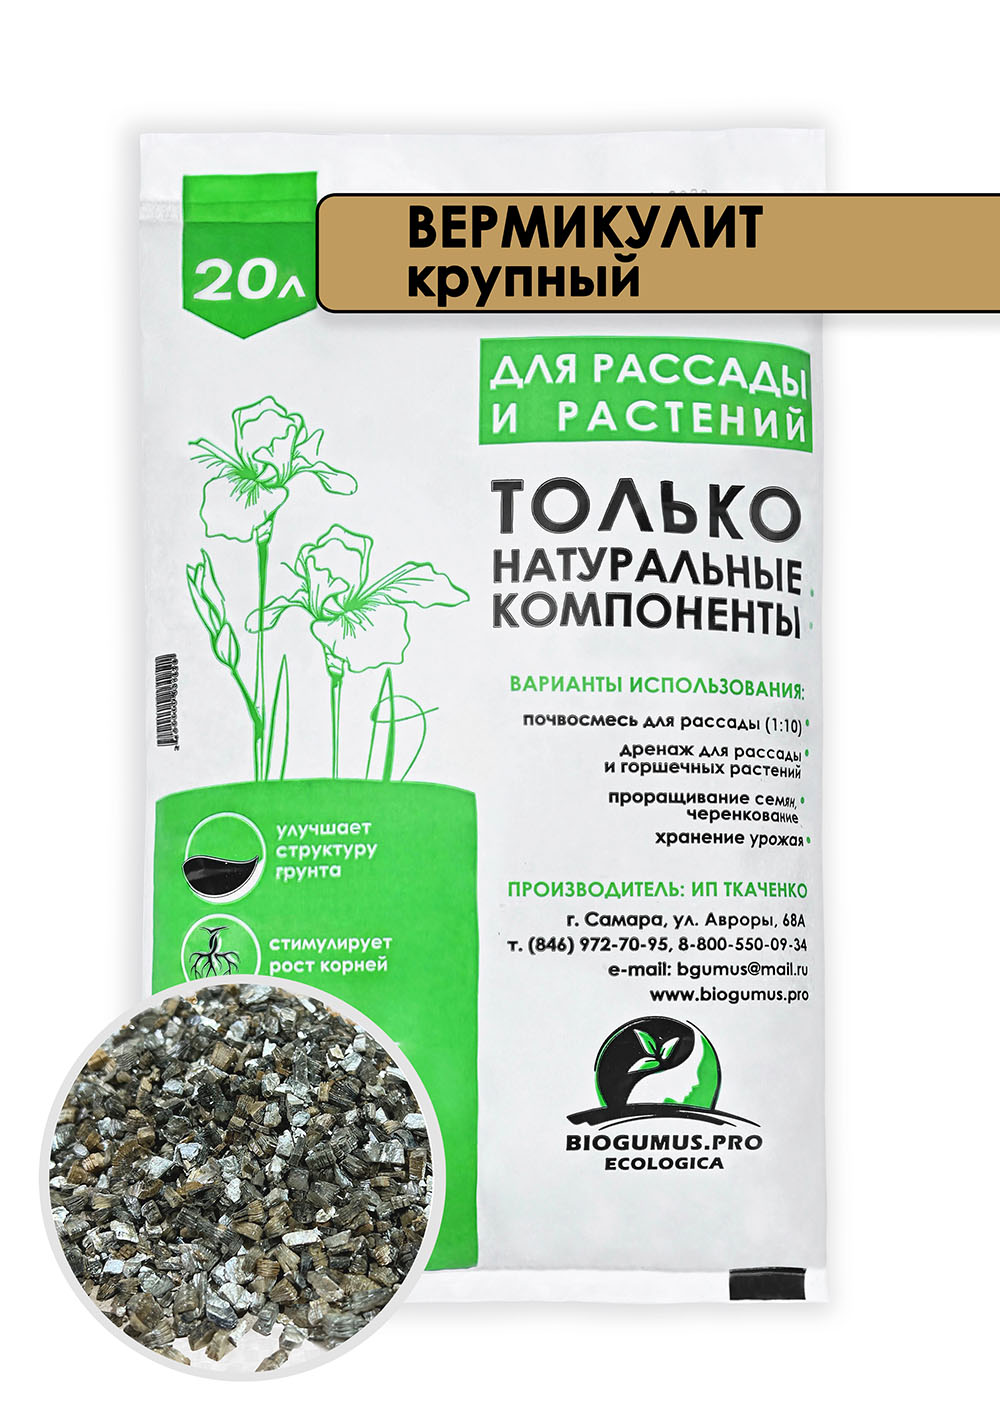 ВЕРМИКУЛИТ
крупный
20л
ДЛЯ РАССАДЫ
И РАСТЕНИЙ
ТОЛЬКО
НАТУРАЛЬНЫЕ
КОМПОНЕНТЫ
ВАРИАНТЫ ИСПОЛЬЗОВАНИЯ:
почвосмесь для рассады (1:10) •
дренаж для рассады •
и горшечных растений
проращивание семян, •
черенкование
хранение урожая •
улучшает
структуру
грунта
стимулирует
рост корней
ПРОИЗВОДИТЕЛЬ: ИП ТКАЧЕНКО
г. Самара, ул. Авроры, 68А
т. (846) 972-70-95, 8-800-550-09-34
e-mail: bgumus@mail.ru
www.biogumus.pro
BIOGUMUS.PRO
ECOLOGICA